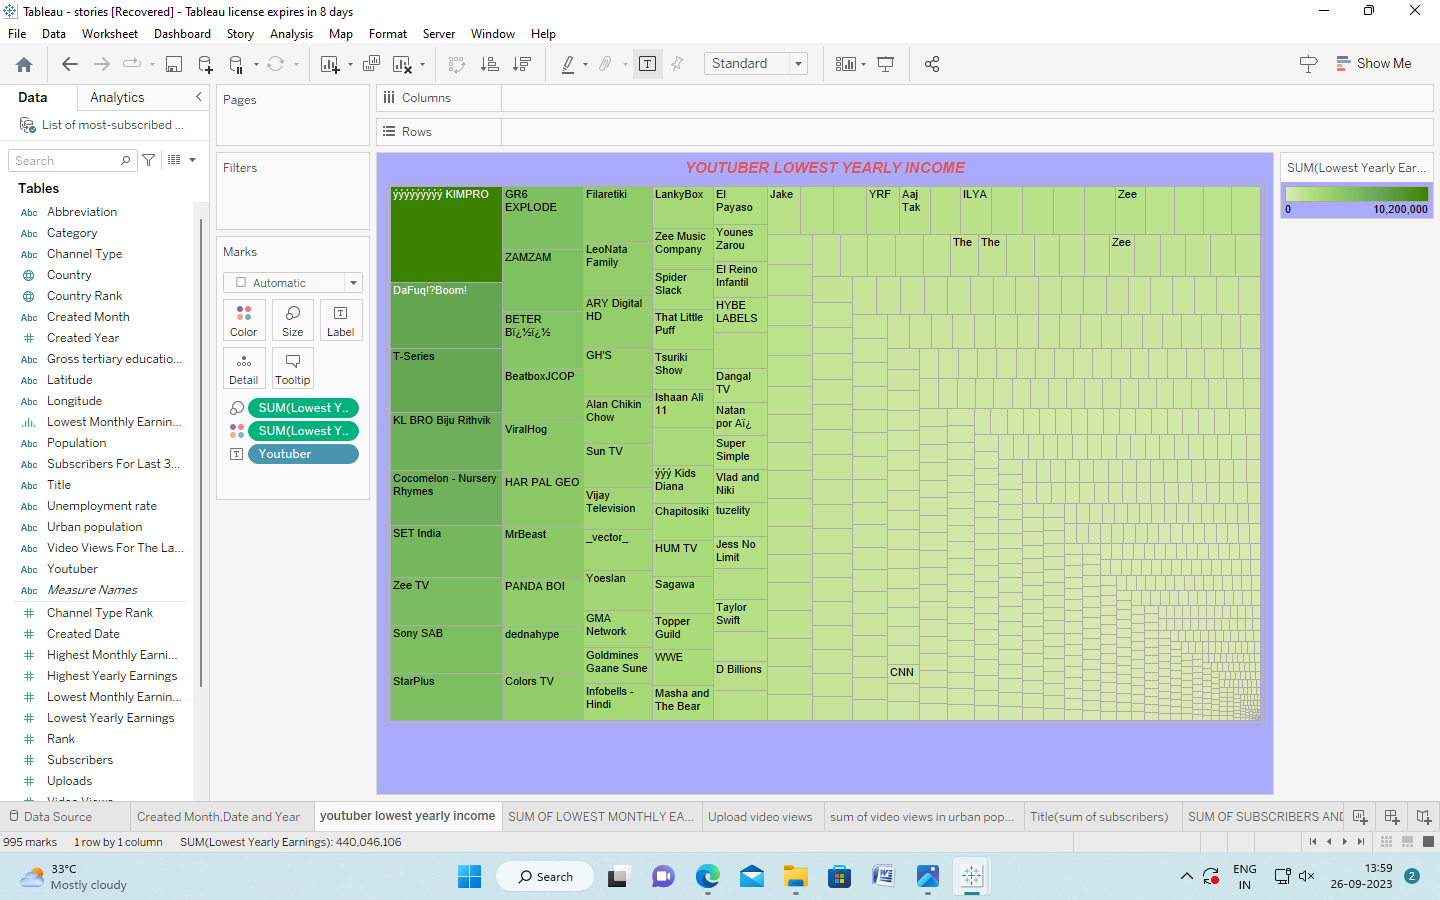 Tableau - stories [Recovered] - Tableau license expires in 8 days
File Data Worksheet Dashboard Story Analysis Map Format Server Window Help
Standard
Show Me
Data Analytics
List of most-subscribed ...
Search
Tables
Abc Abbreviation
Abc Category
Abc Channel Type
Country
Country Rank
Abc Created Month
Created Year
Abc Gross tertiary educatio...
Abc Latitude
Abc Longitude
Lowest Monthly Earnin...
Abc Population
Abc Subscribers For Last 3...
Abc Title
Abc Unemployment rate
Abc Urban population
Abc Video Views For The La...
Abc Youtuber
Abc Measure Names
Channel Type Rank
Created Date
Highest Monthly Earni...
Highest Yearly Earnings
Lowest Monthly Earnin...
Lowest Yearly Earnings
Rank
Subscribers
Uploads
Video Views
Pages
Filters
Marks
Automatic
Color Size Label
Detail Tooltip
SUM(Lowest Y..
SUM(Lowest Y..
Youtuber
Columns
Rows
YOUTUBER LOWEST YEARLY INCOME
ýýýýýýýýý KIMPRO
DaFuq!?Boom!
T-Series
KL BRO Biju Rithvik
Cocomelon - Nursery
Rhymes
SET India
Zee TV
Sony SAB
StarPlus
GR6
EXPLODE
ZAMZAM
BETER
Bï¿½ï¿½
BeatboxJCOP
ViralHog
HAR PAL GEO
MrBeast
PANDA BOI
dednahype
Colors TV
Filaretiki
LeoNata
Family
ARY Digital
HD
GH'S
Alan Chikin
Chow
Sun TV
Vijay
Television
_vector_
Yoeslan
GMA
Network
Goldmines
Gaane Sune
Infobells -
Hindi
LankyBox
Zee Music
Company
Spider
Slack
That Little
Puff
Tsuriki
Show
Ishaan Ali
11
ýýý Kids
Diana
Chapitosiki
HUM TV
Sagawa
Topper
Guild
WWE
Masha and
The Bear
El
Payaso
Younes
Zarou
El Reino
Infantil
HYBE
LABELS
Dangal
TV
Natan
por Aï¿
Super
Simple
Vlad and
Niki
tuzelity
Jess No
Limit
Taylor
Swift
D Billions
Jake
YRF
Aaj
Tak
ILYA
Zee
The
The
Zee
CNN
SUM(Lowest Yearly Ear...
0 10,200,000
Data Source Created Month,Date and Year youtuber lowest yearly income SUM OF LOWEST MONTHLY EA... Upload video views sum of video views in urban pop... Title(sum of subscribers) SUM OF SUBSCRIBERS AND
995 marks 1 row by 1 column SUM(Lowest Yearly Earnings): 440,046,106
33°C
Mostly cloudy
Search
ENG
IN
13:59
26-09-2023
2